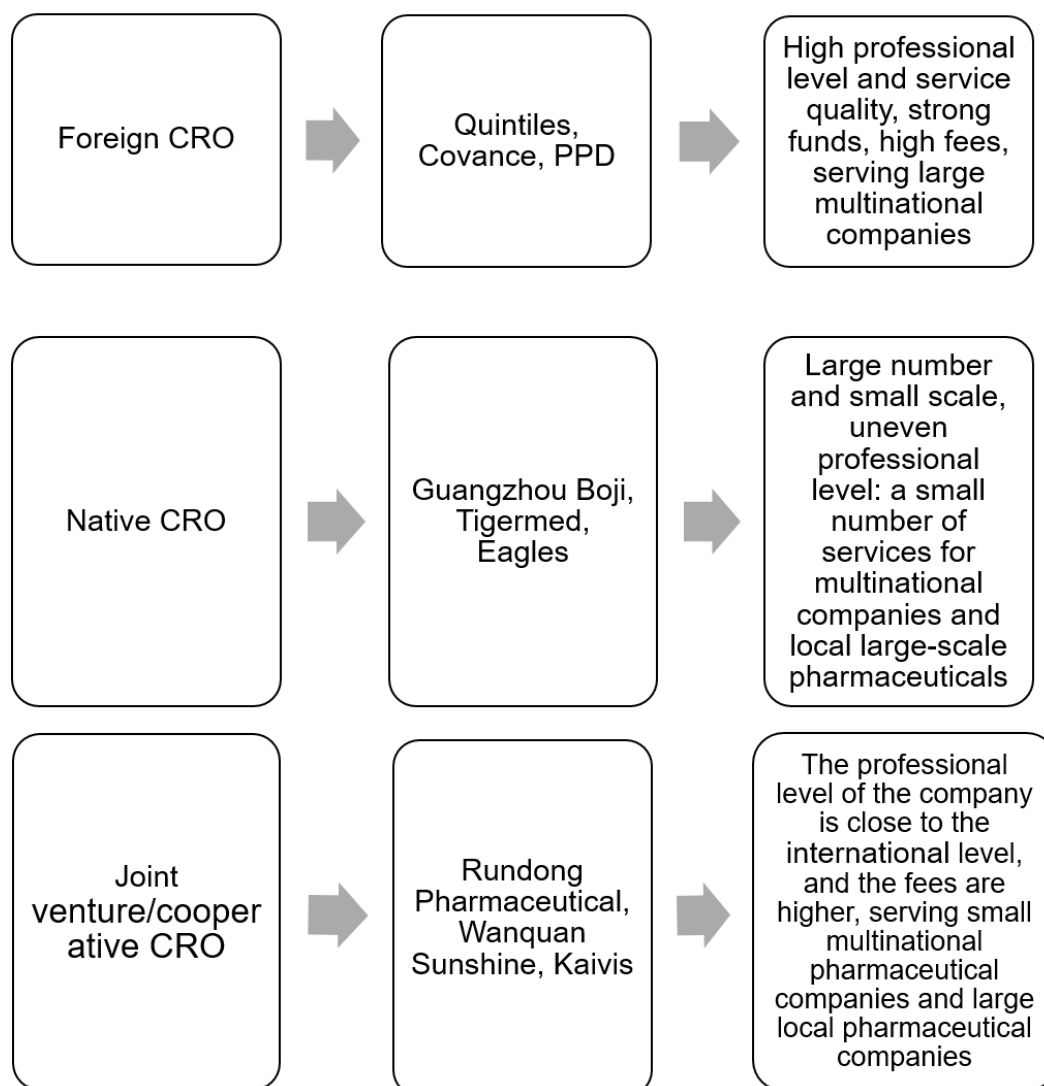 Foreign CRO
Quintiles,
Covance, PPD
High professional
level and service
quality, strong
funds, high fees,
serving large
multinational
companies
Native CRO
Guangzhou Boji,
Tigermed,
Eagles
Large number
and small scale,
uneven
professional
level: a small
number of
services for
multinational
companies and
local large-scale
pharmaceuticals
Joint
venture/cooper
ative CRO
Rundong
Pharmaceutical,
Wanquan
Sunshine, Kaivis
The professional
level of the company
is close to the
international level,
and the fees are
higher, serving small
multinational
pharmaceutical
companies and large
local pharmaceutical
companies